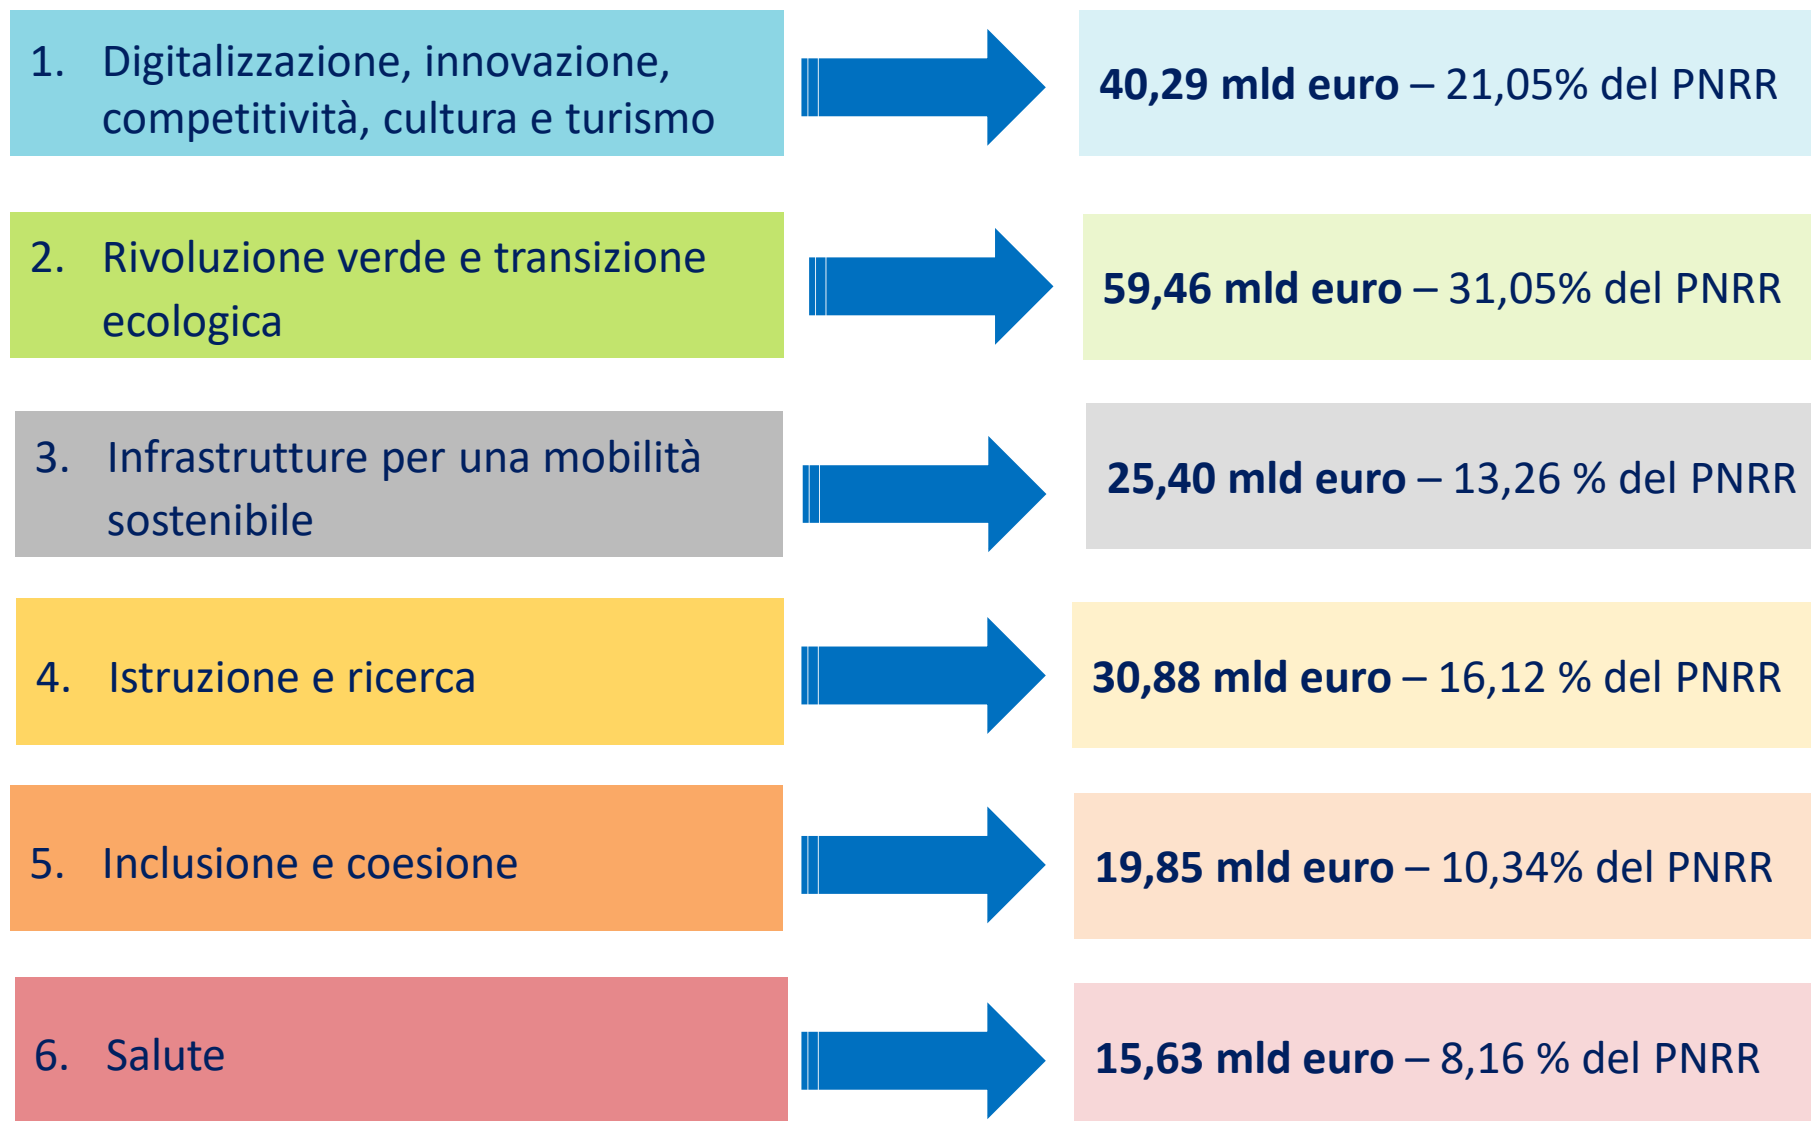 1. Digitalizzazione, innovazione,
competitività, cultura e turismo
40,29 mld euro – 21,05% del PNRR
2. Rivoluzione verde e transizione
ecologica
59,46 mld euro – 31,05% del PNRR
3. Infrastrutture per una mobilità
sostenibile
25,40 mld euro – 13,26 % del PNRR
4. Istruzione e ricerca
30,88 mld euro – 16,12 % del PNRR
5. Inclusione e coesione
19,85 mld euro – 10,34% del PNRR
6. Salute
15,63 mld euro – 8,16 % del PNRR